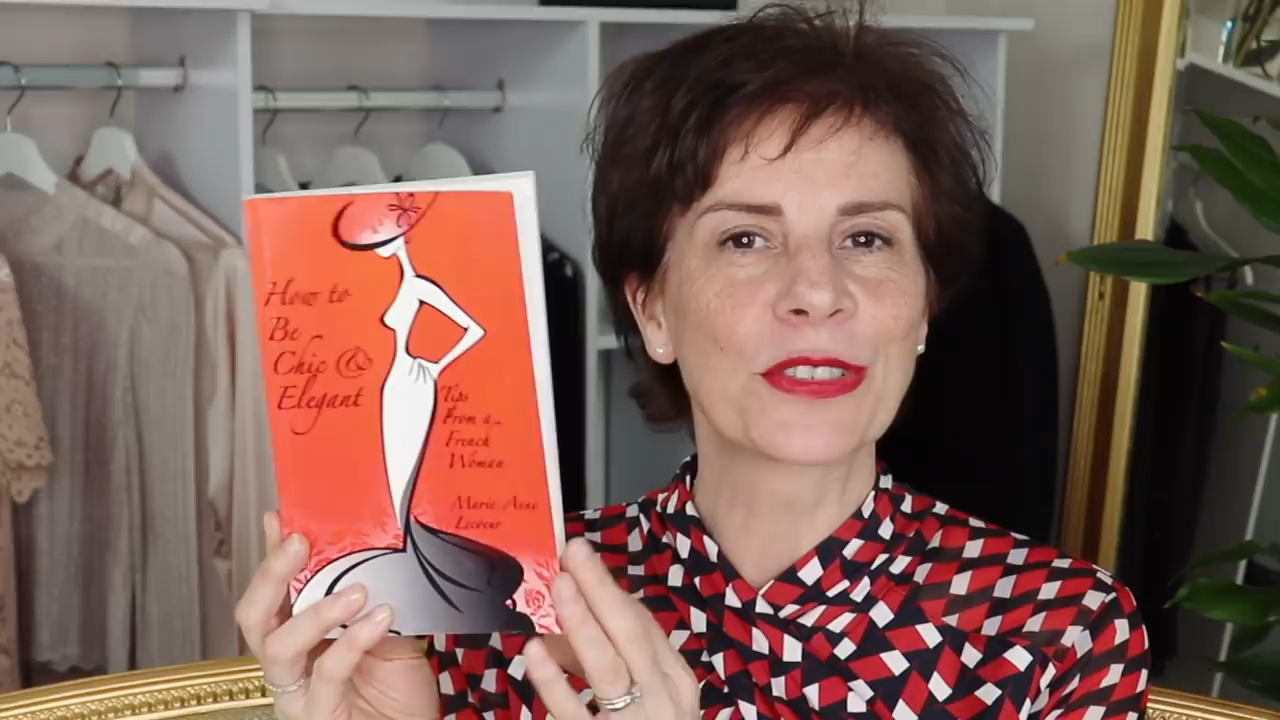 How to
Be
Chic &
Elegant
Tips
From a
French
Woman
Marie-Anne
Lecoeur